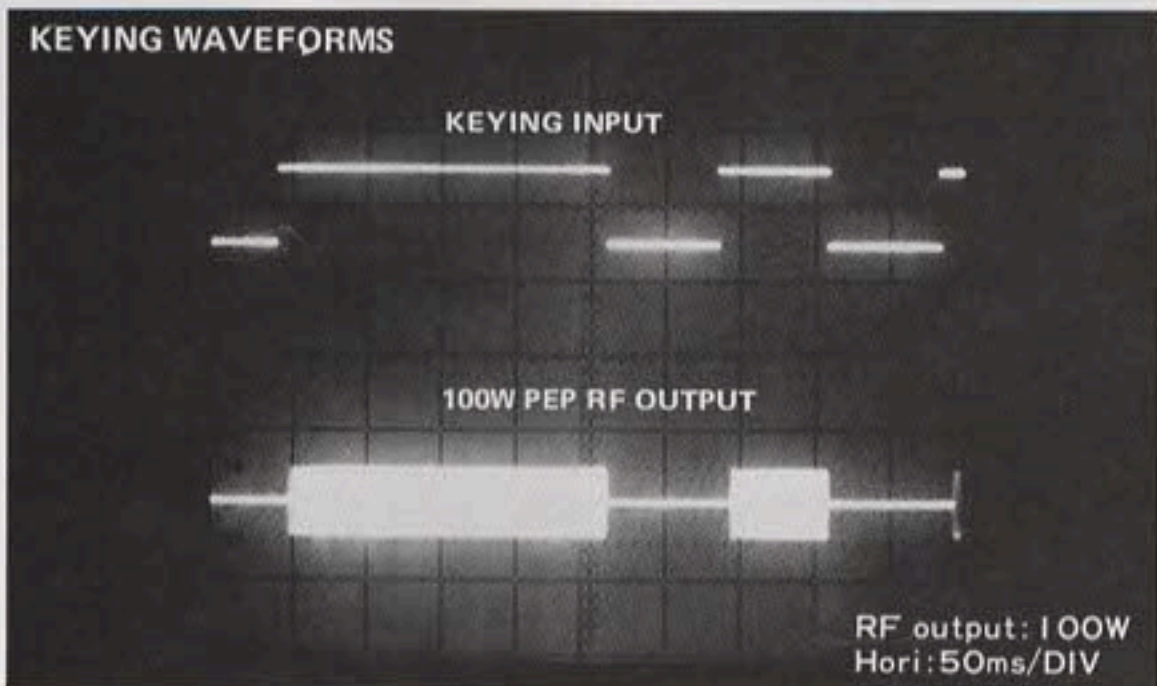 KEYING WAVEFORMS
KEYING INPUT
100W PEP RF OUTPUT
RF output: 100W
Hori: 50ms/DIV